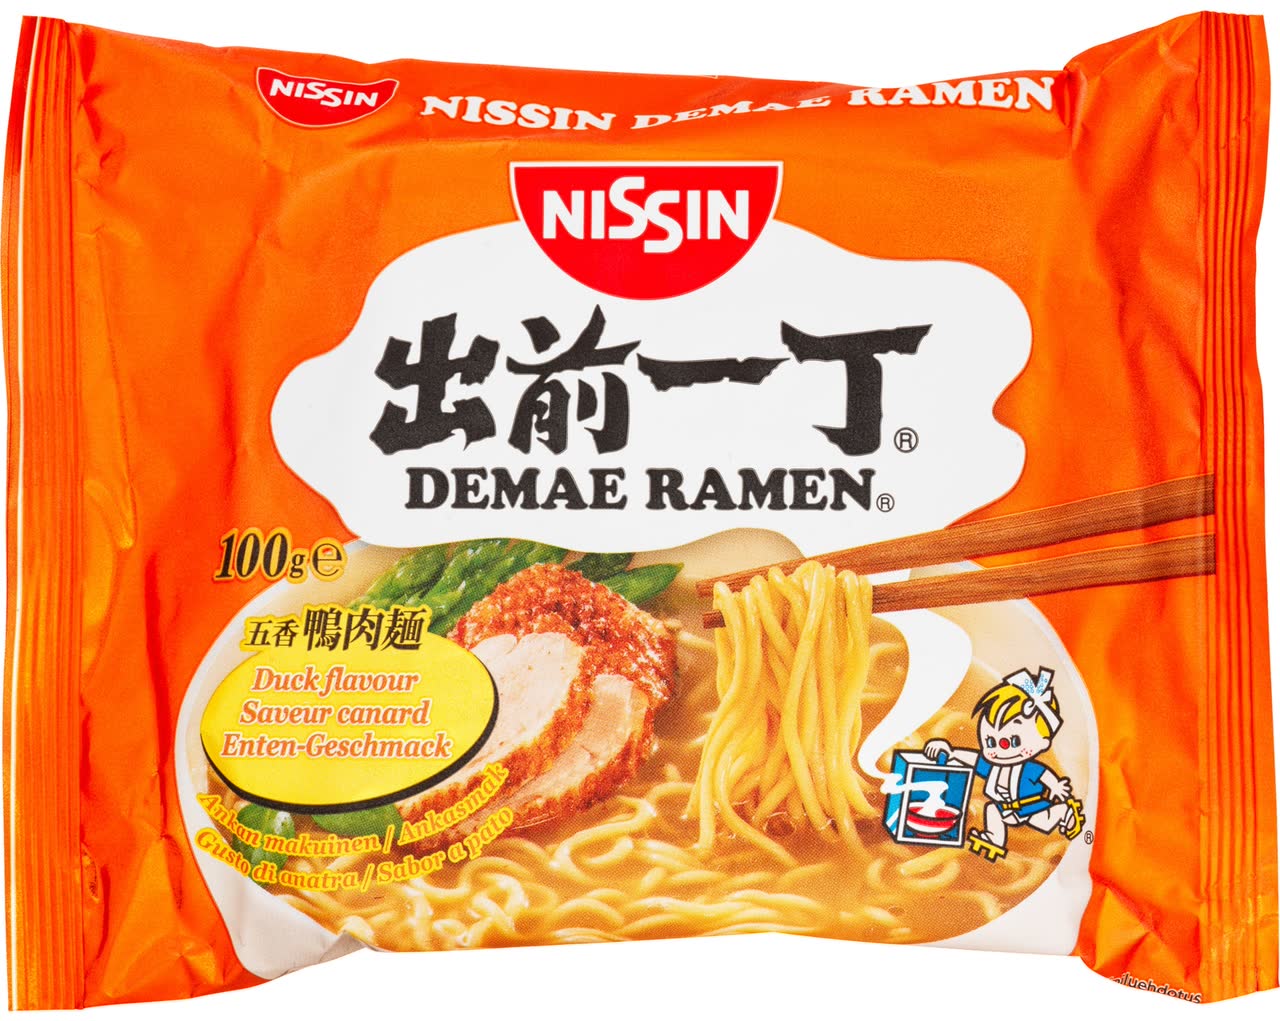 NISSIN
NISSIN DEMAE RAMEN
NISSIN
出前一丁®
DEMAE RAMEN®
100g℮
五香鴨肉麺
Duck flavour
Saveur canard
Enten-Geschmack
Ankan makuinen / Ankasmak
Gusto di anatra / Sabor a pato
®